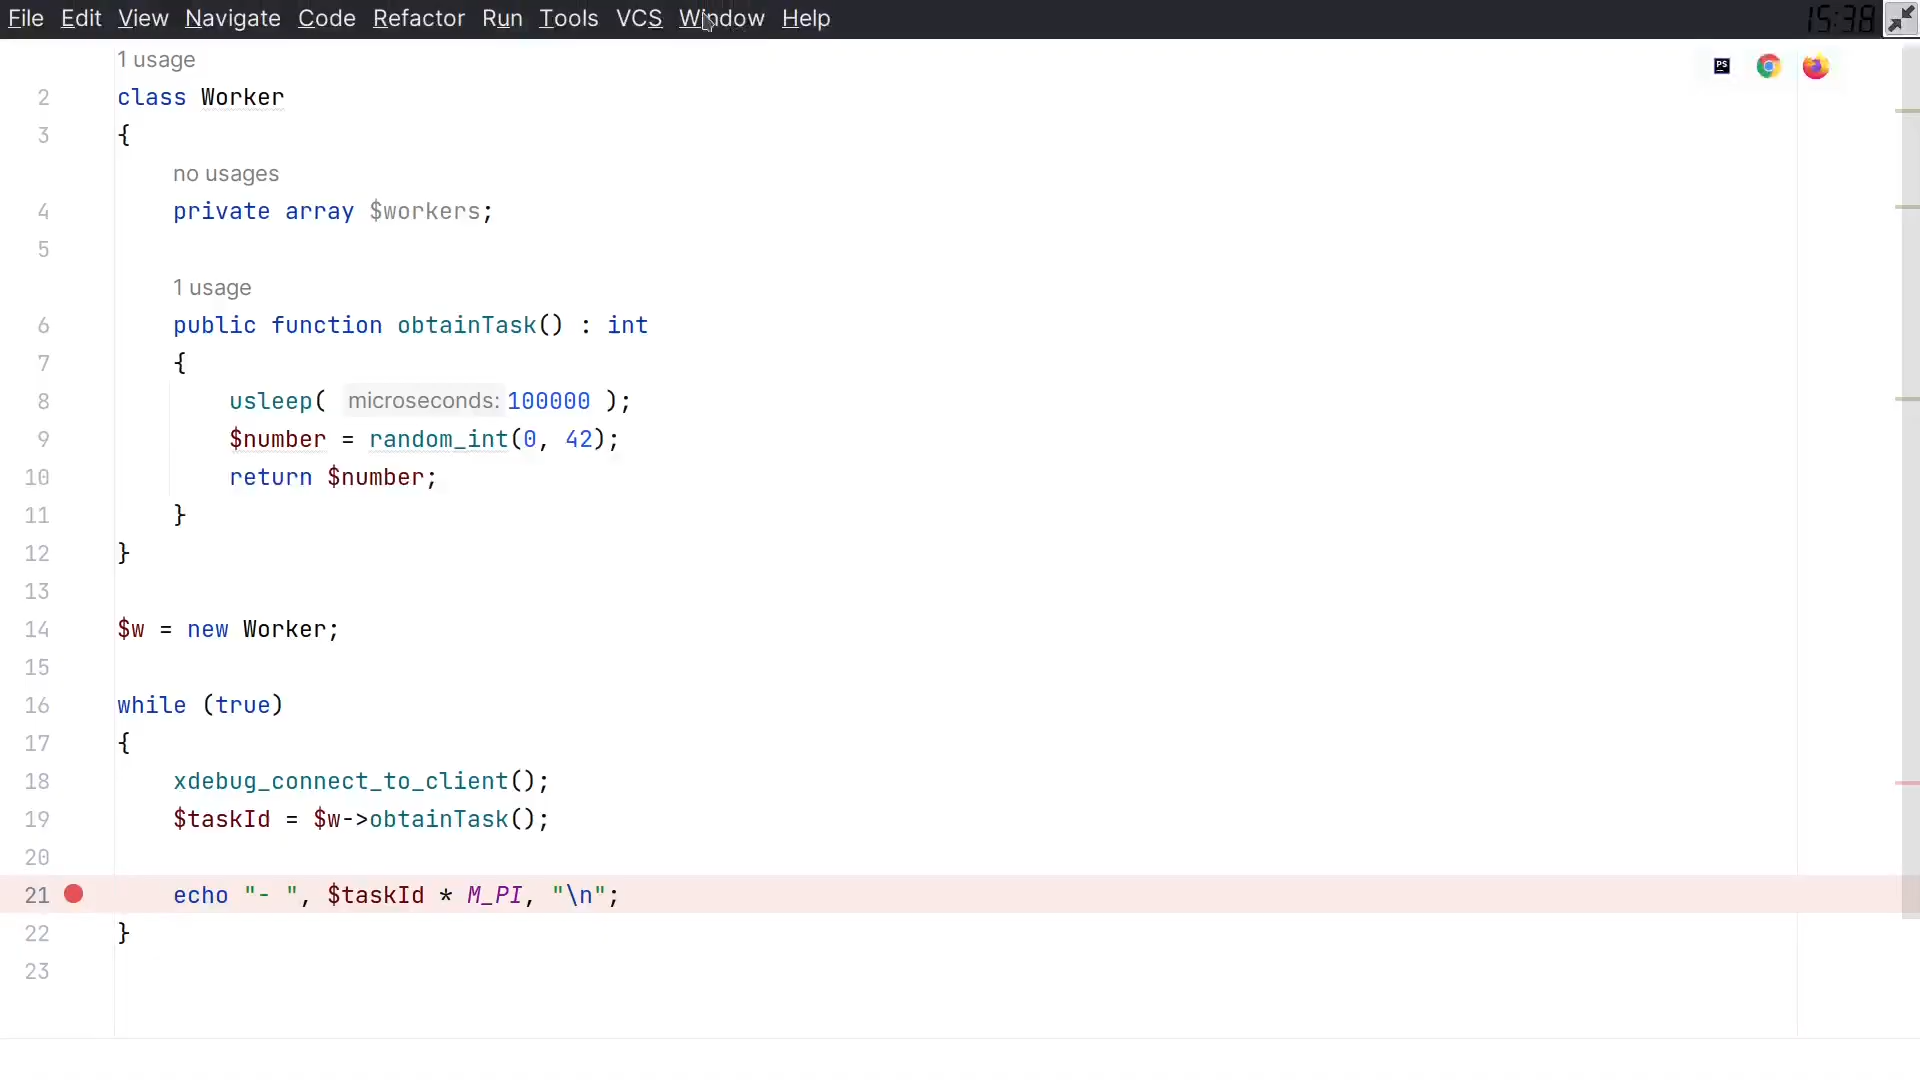 File Edit View Navigate Code Refactor Run Tools VCS Window Help 15:38
1 usage
PS
2 class Worker
3 {
no usages
4 private array $workers;
5
1 usage
6 public function obtainTask() : int
7 {
8 usleep( microseconds: 100000 );
9 $number = random_int(0, 42);
10 return $number;
11 }
12 }
13
14 $w = new Worker;
15
16 while (true)
17 {
18 xdebug_connect_to_client();
19 $taskId = $w->obtainTask();
20
21 echo "- ", $taskId * M_PI, "\n";
22 }
23